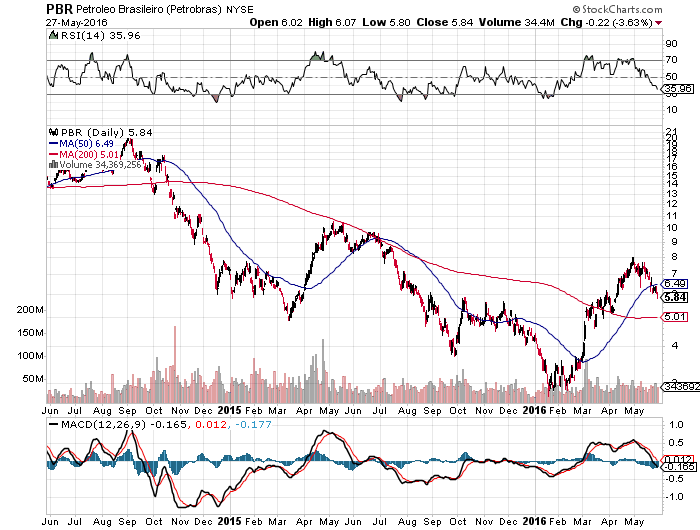 PBR Petroleo Brasileiro (Petrobras) NYSE © StockCharts.com
27-May-2016 Open 6.02 High 6.07 Low 5.80 Close 5.84 Volume 34.4M Chg -0.22 (-3.63%)
RSI(14) 35.96
90
70
50
35.96
30
10
PBR (Daily) 5.84
MA(50) 6.49
MA(200) 5.01
Volume 34,369,256
21
20
19
18
17
16
15
14
13
12
11
10
9
8
7
6.49
5.84
5.01
4
200M
150M
100M
50M
343692
Jun Jul Aug Sep Oct Nov Dec 2015 Feb Mar Apr May Jun Jul Aug Sep Oct Nov Dec 2016 Feb Mar Apr May
MACD(12,26,9) -0.165, 0.012, -0.177
1.0
0.5
0.012
-0.165
-0.5
-1.0
Jun Jul Aug Sep Oct Nov Dec 2015 Feb Mar Apr May Jun Jul Aug Sep Oct Nov Dec 2016 Feb Mar Apr May